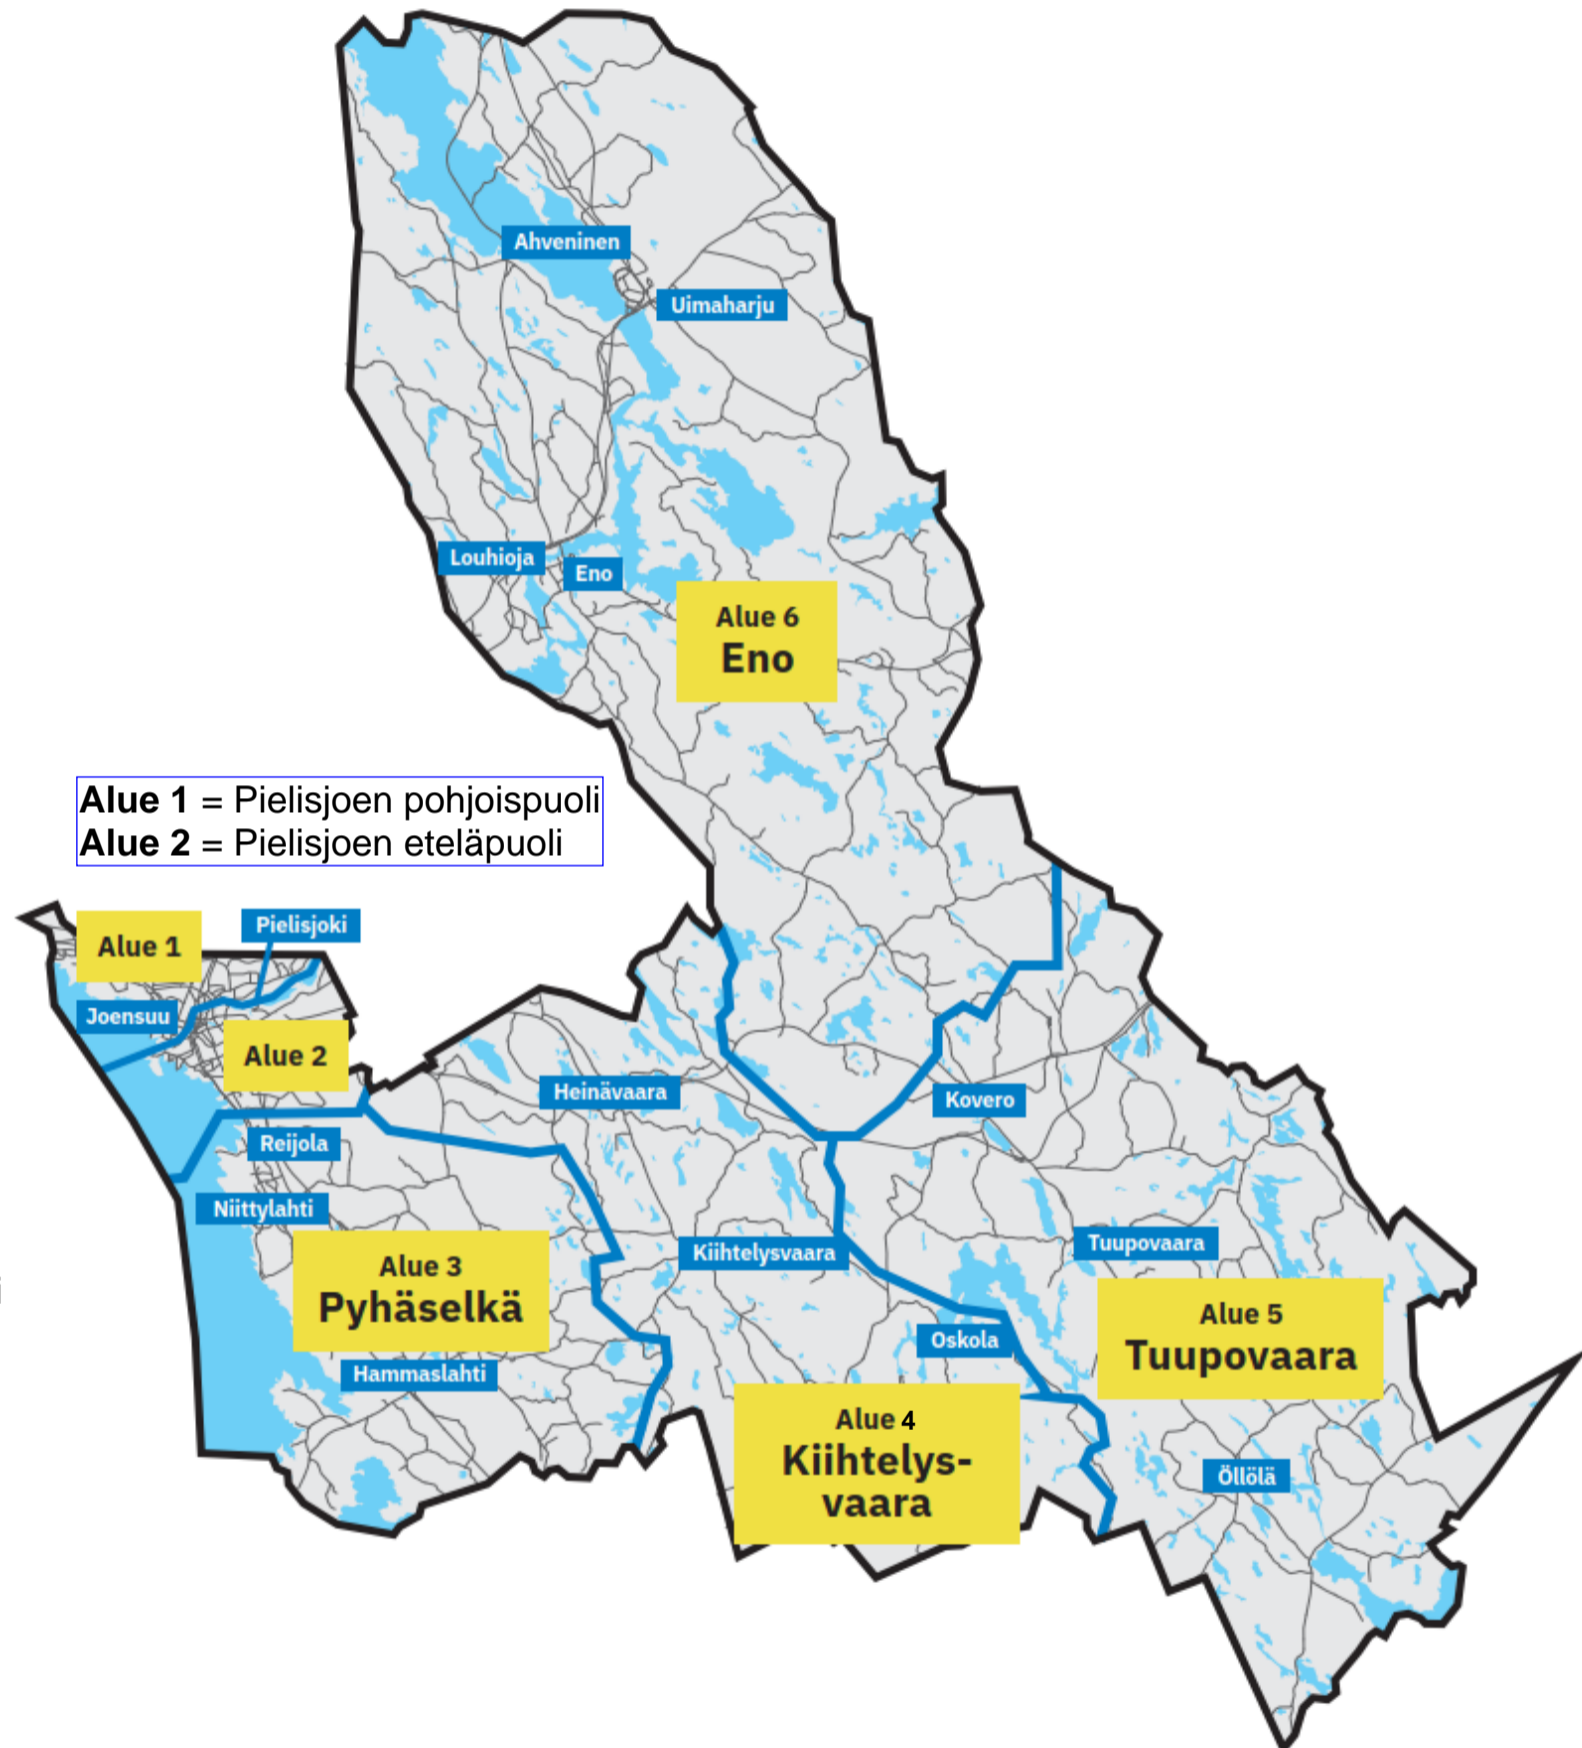 Ahveninen
Uimaharju
Louhioja
Eno
Alue 6
Eno
Alue 1 = Pielisjoen pohjoispuoli
Alue 2 = Pielisjoen eteläpuoli
Alue 1
Pielisjoki
Joensuu
Alue 2
Heinävaara
Kovero
Reijola
Niittylahti
Kiihtelysvaara
Tuupovaara
Alue 3
Pyhäselkä
Alue 5
Tuupovaara
Oskola
Hammaslahti
Alue 4
Kiihtelys-
vaara
Öllölä